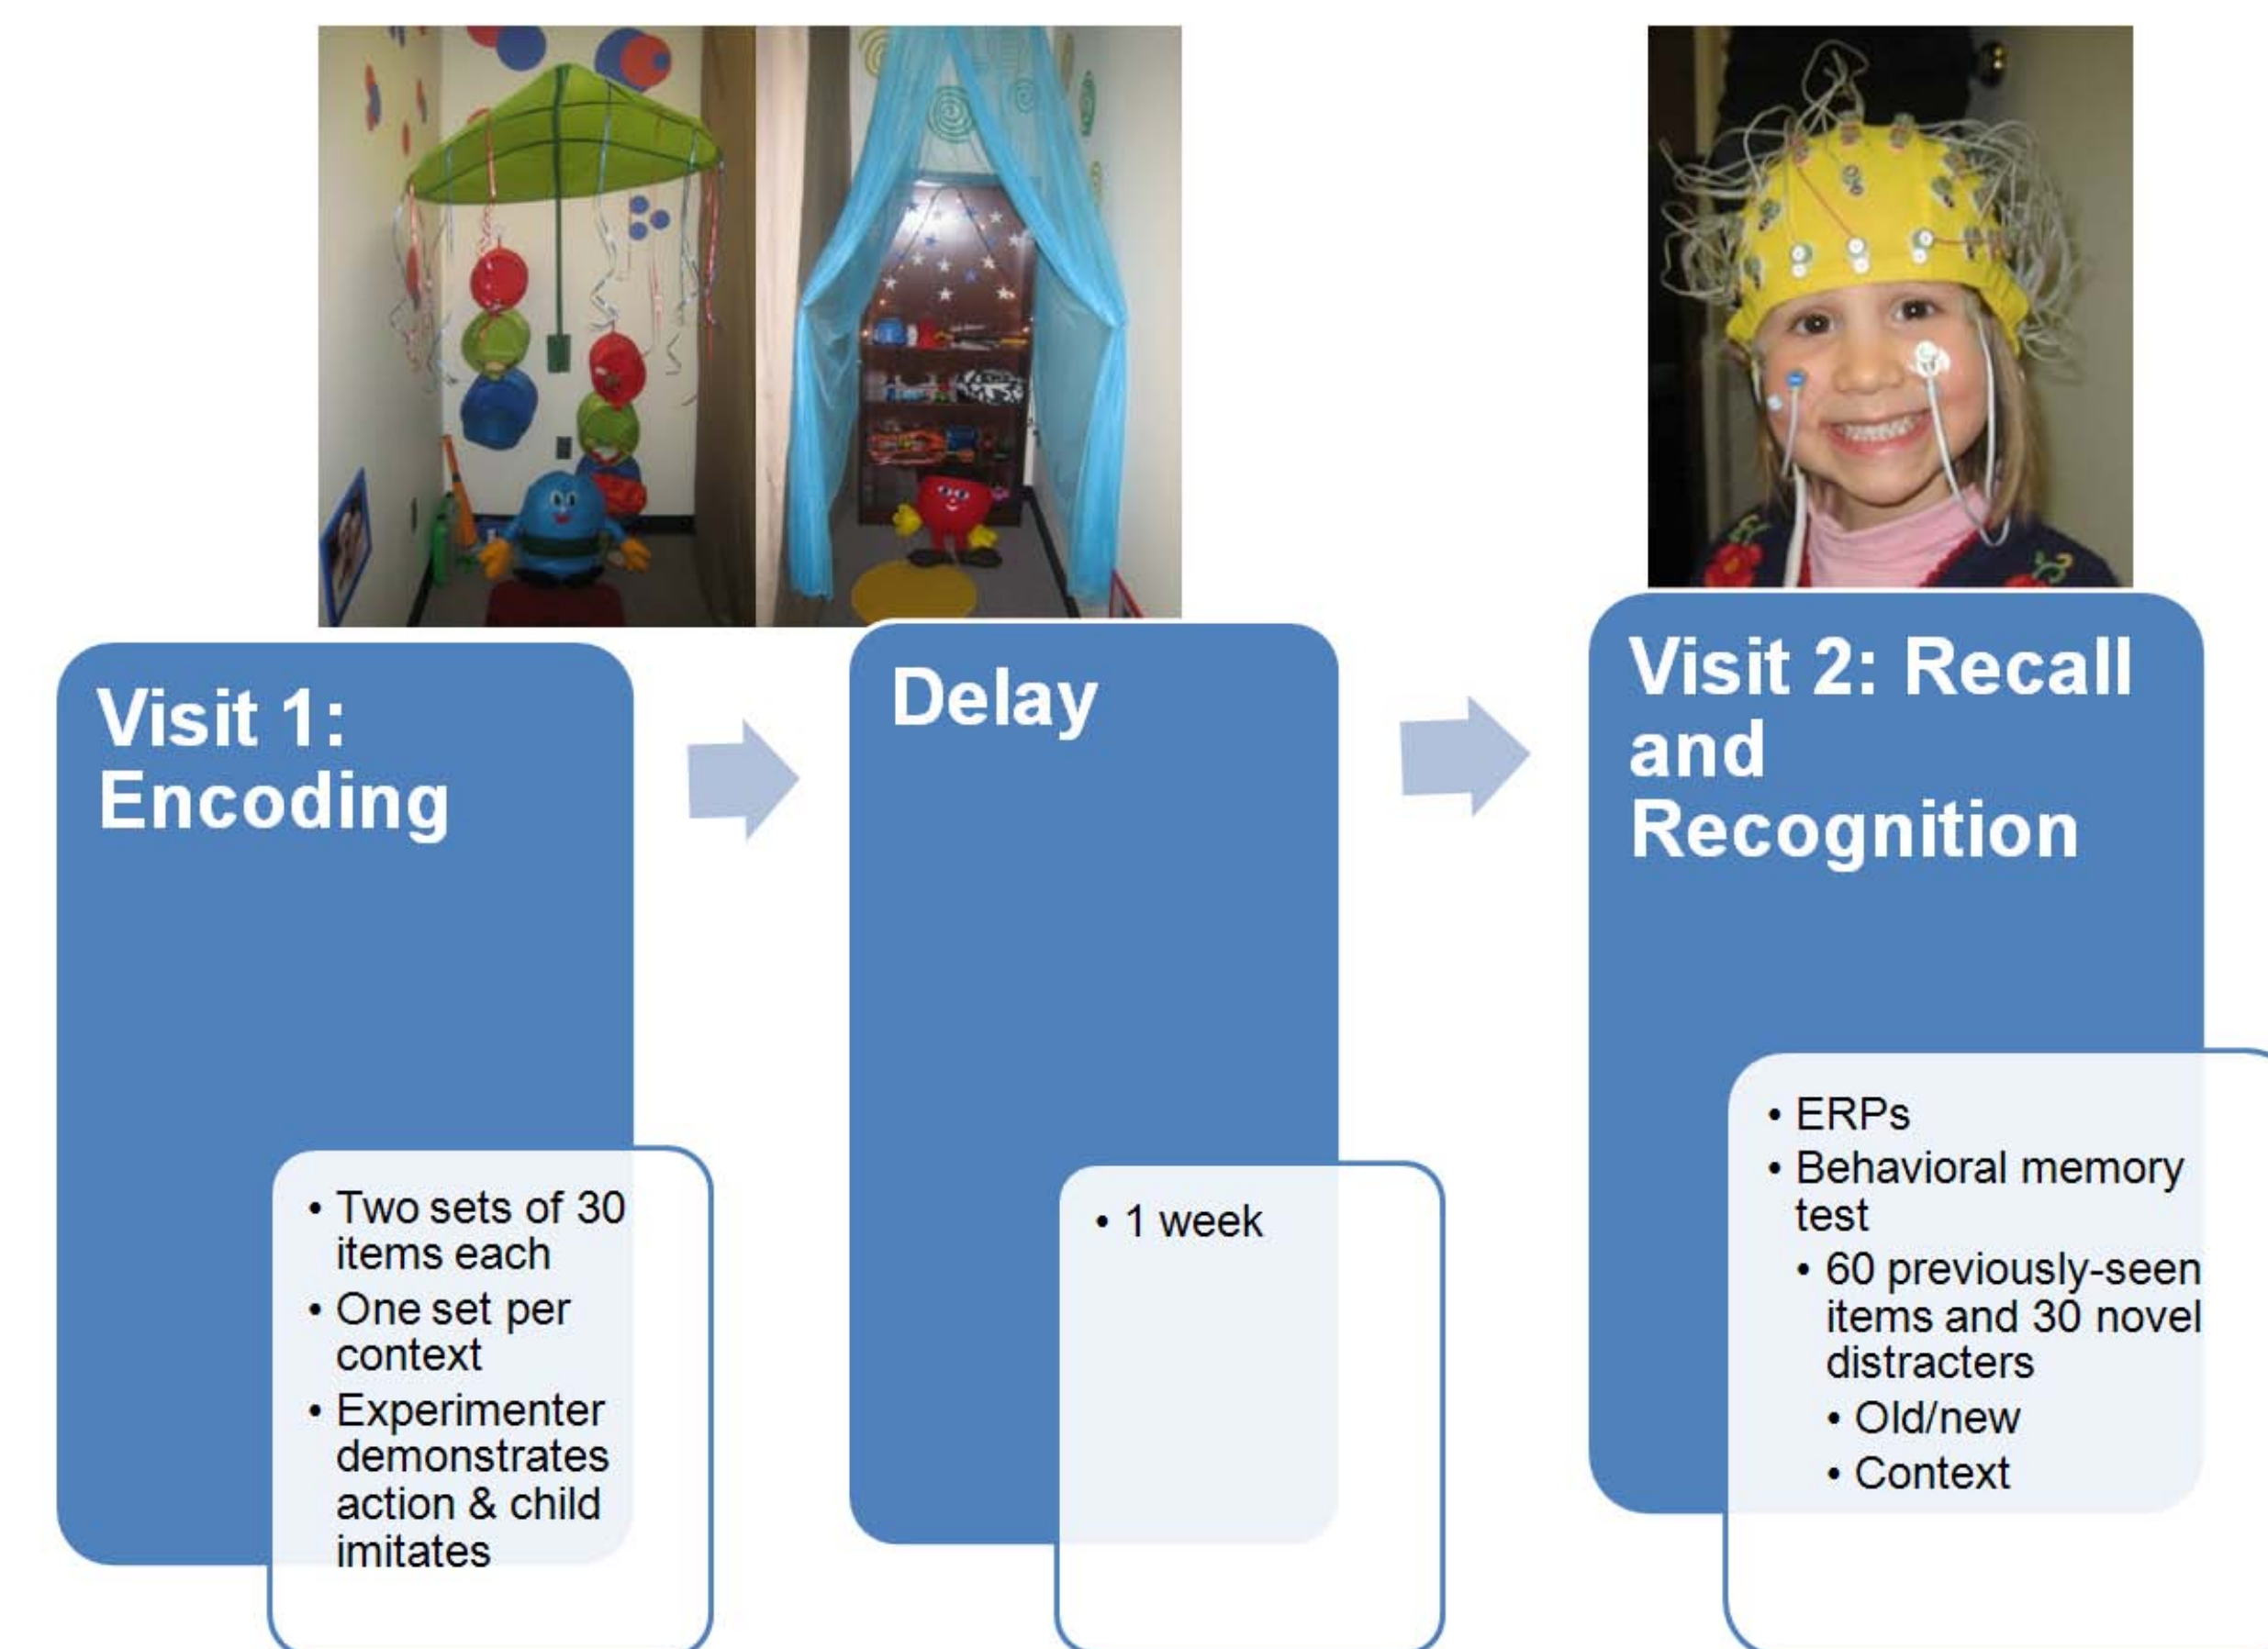 Visit 1:
Encoding
• Two sets of 30
items each
• One set per
context
• Experimenter
demonstrates
action & child
imitates
Delay
• 1 week
Visit 2: Recall
and
Recognition
• ERPs
• Behavioral memory
test
• 60 previously-seen
items and 30 novel
distracters
• Old/new
• Context